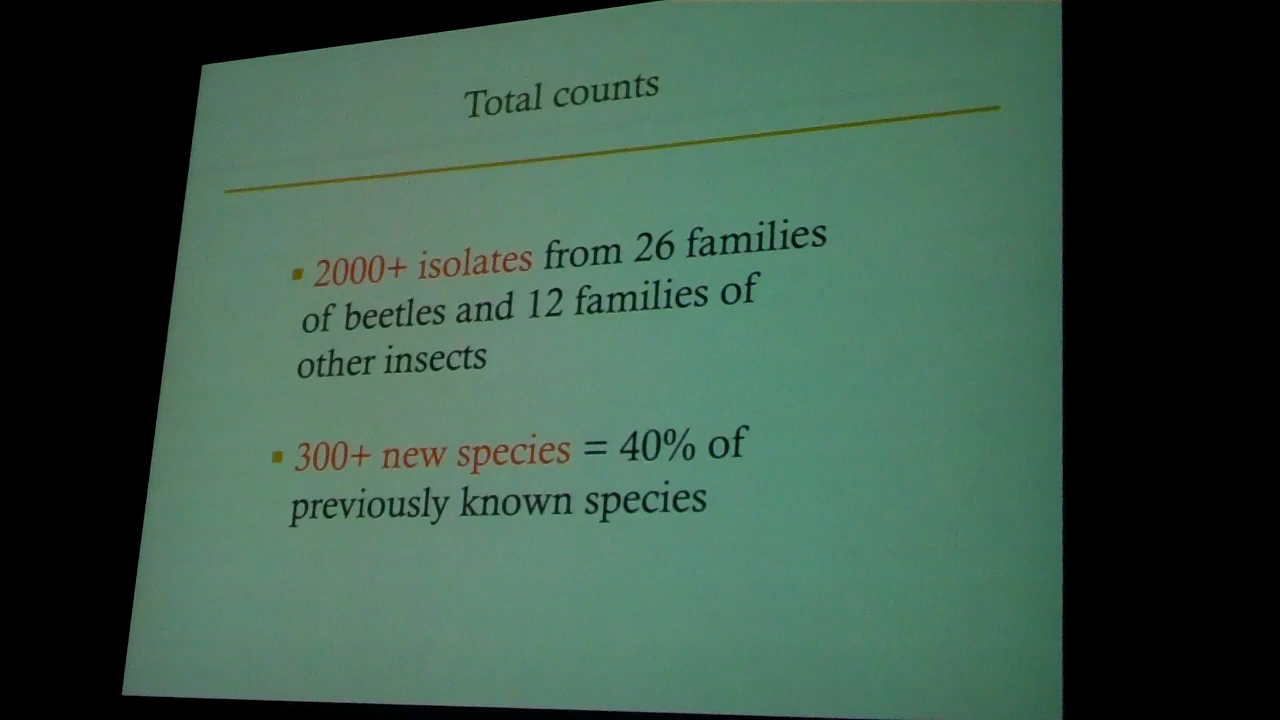 Total counts
▪ 2000+ isolates from 26 families
of beetles and 12 families of
other insects
▪ 300+ new species = 40% of
previously known species